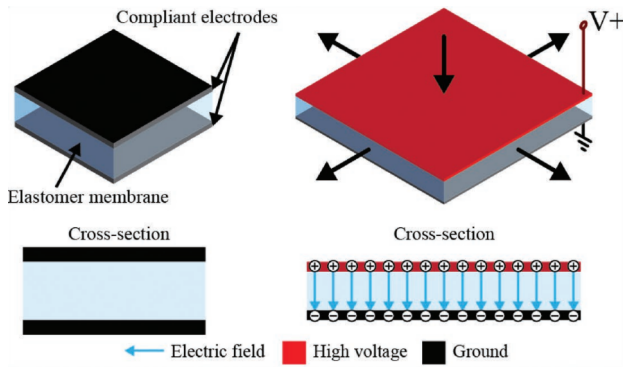 Compliant electrodes
V+
Elastomer membrane
Cross-section
Cross-section
+ + + + + + + + + + + + + + +
− − − − − − − − − − − − − − −
Electric field
High voltage
Ground